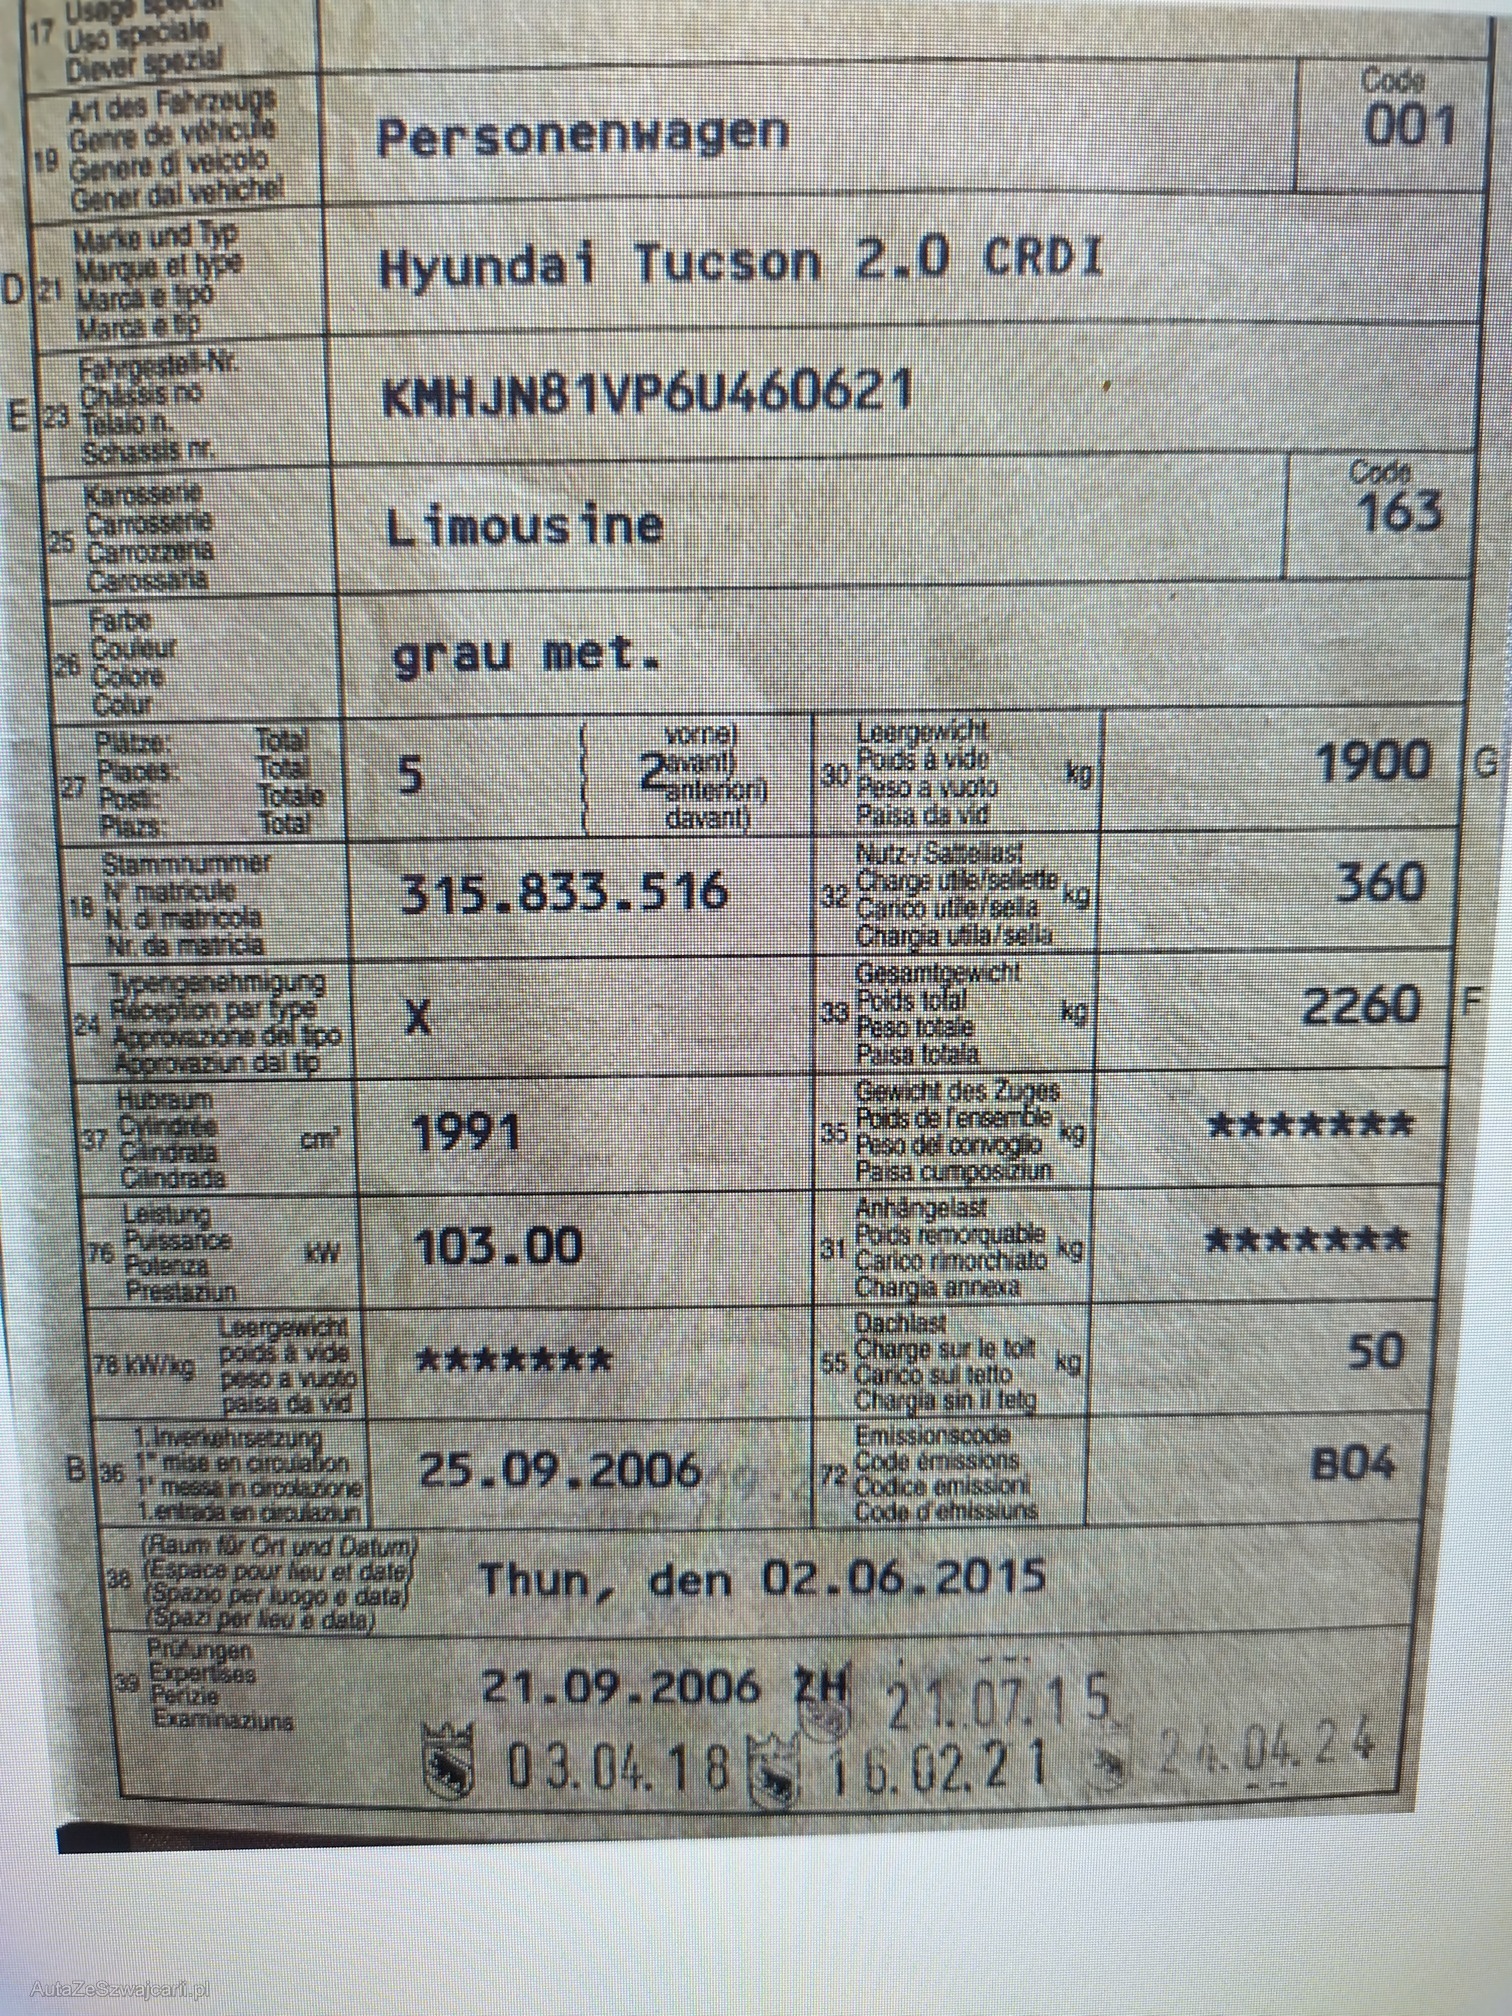 17 Usage spécial
Uso speciale
Diever spezial
Code
001
19 Art des Fahrzeugs
Genre de véhicule
Genere di veicolo
Gener dal vehichel
Personenwagen
D 21 Marke und Typ
Marque et type
Marca e tipo
Marca e tip
Hyundai Tucson 2.0 CRDI
E 23 Fahrgestell-Nr.
Châssis no
Telaio n.
Schassis nr.
KMHJN81VP6U460621
25 Karosserie
Carrosserie
Carrozzeria
Carossaria
Limousine
Code
163
26 Farbe
Couleur
Colore
Colur
grau met.
27 Plätze: Total
Places: Total
Posti: Totale
Plazs: Total
5 ( 2 vorne)
( avant)
( anteriori)
( davant)
30 Leergewicht
Poids à vide
Peso a vuoto
Paisa da vid
kg 1900 G
18 Stammnummer
N° matricule
N. di matricola
Nr. da matricla
315.833.516
32 Nutz-/Sattellast
Charge utile/sellette
Carico utile/sella
Chargia utila/sella
kg 360
24 Typengenehmigung
Réception par type
Approvazione del tipo
Approvaziun dal tip
X
33 Gesamtgewicht
Poids total
Peso totale
Paisa totala
kg 2260 F
37 Hubraum
Cylindrée
Cilindrata
Cilindrada
cm³ 1991
35 Gewicht des Zuges
Poids de l'ensemble
Peso del convoglio
Paisa cumposiziun
kg *******
76 Leistung
Puissance
Potenza
Prestaziun
kW 103.00
31 Anhängelast
Poids remorquable
Carico rimorchiato
Chargia annexa
kg *******
78 kW/kg Leergewicht
poids à vide
peso a vuoto
paisa da vid
*******
55 Dachlast
Charge sur le toit
Carico sul tetto
Chargia sin il tetg
kg 50
B 36 1.Inverkehrsetzung
1re mise en circulation
1a messa in circolazione
1. entrada en circulaziun
25.09.2006
72 Emissionscode
Code émissions
Codice emissioni
Code d'emissiuns
B04
38 (Raum für Ort und Datum)
(Espace pour lieu et date)
(Spazio per luogo e data)
(Spazi per lieu e data)
Thun, den 02.06.2015
39 Prüfungen
Expertises
Perizie
Examinaziuns
21.09.2006 ZH 21.07.15
03.04.18 16.02.21 24.04.24
AutaZeSzwajcarii.pl